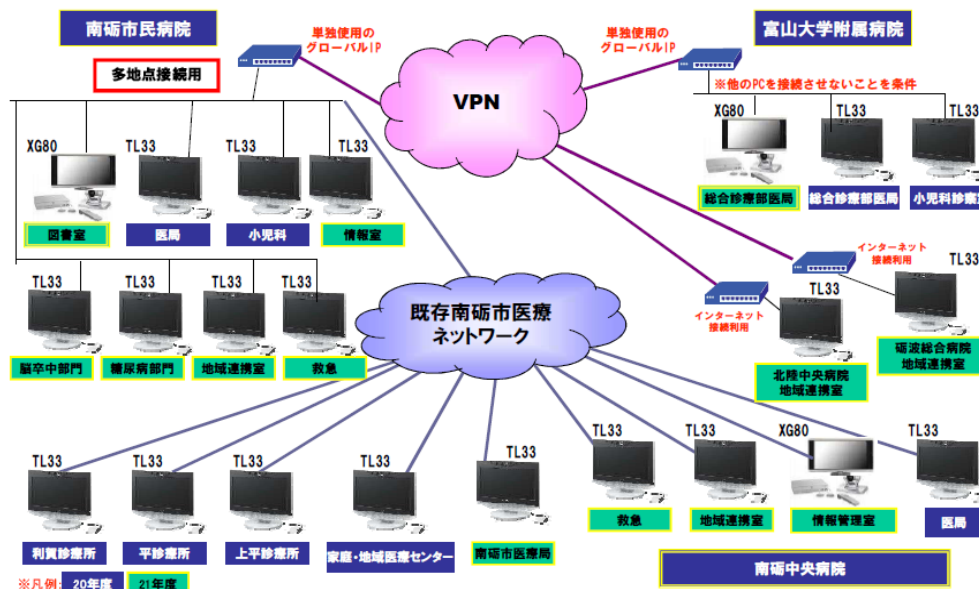 南砺市民病院
単独使用の
グローバルIP
単独使用の
グローバルIP
富山大学附属病院
多地点接続用
VPN
※他のPCを接続させないことを条件
XG80
TL33
TL33
TL33
XG80
TL33
TL33
図書室
医局
小児科
情報室
総合診療部医局
総合診療部医局
小児科診療
TL33
TL33
TL33
TL33
脳卒中部門
糖尿病部門
地域連携室
救急
既存南砺市医療
ネットワーク
インターネット
接続利用
TL33
インターネット
接続利用
TL33
北陸中央病院
地域連携室
砺波総合病院
地域連携室
TL33
TL33
TL33
TL33
TL33
TL33
TL33
XG80
TL33
利賀診療所
平診療所
上平診療所
家庭・地域医療センター
南砺市医療局
救急
地域連携室
情報管理室
医局
南砺中央病院
※凡例:
20年度
21年度